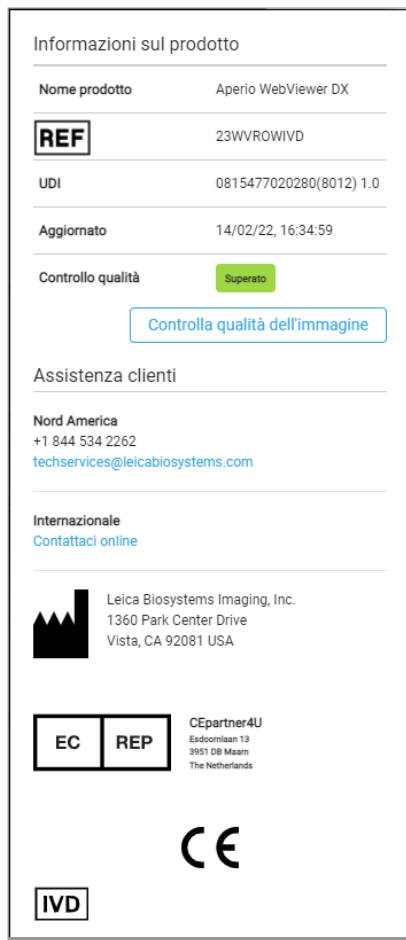 Informazioni sul prodotto
Nome prodotto Aperio WebViewer DX
REF 23WVROWIVD
UDI 0815477020280(8012) 1.0
Aggiornato 14/02/22, 16:34:59
Controllo qualità Superato
Controlla qualità dell'immagine
Assistenza clienti
Nord America
+1 844 534 2262
techservices@leicabiosystems.com
Internazionale
Contattaci online
Leica Biosystems Imaging, Inc.
1360 Park Center Drive
Vista, CA 92081 USA
EC REP
CEpartner4U
Esdoornlaan 13
3951 DB Maarn
The Netherlands
CE
IVD